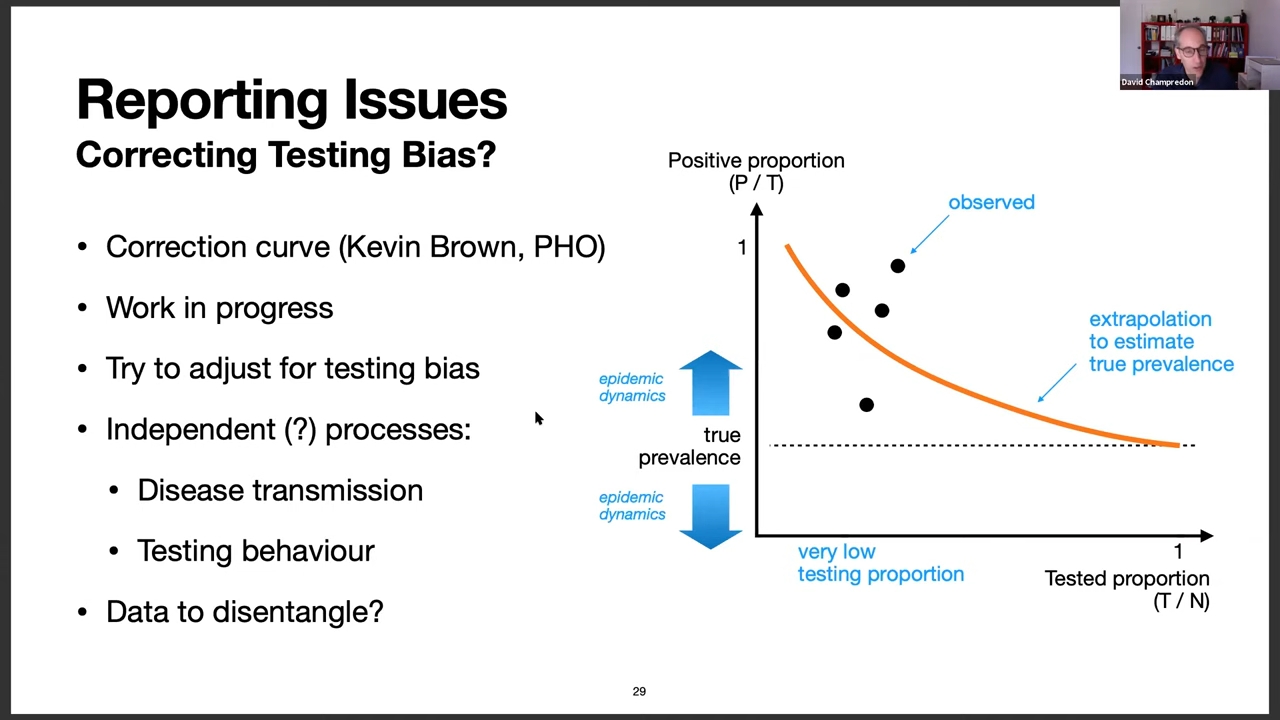 Reporting Issues
Correcting Testing Bias?
• Correction curve (Kevin Brown, PHO)
• Work in progress
• Try to adjust for testing bias
• Independent (?) processes:
• Disease transmission
• Testing behaviour
• Data to disentangle?
Positive proportion
(P / T)
1
observed
extrapolation
to estimate
true prevalence
epidemic
dynamics
true
prevalence
epidemic
dynamics
very low
testing proportion
1
Tested proportion
(T / N)
29
David Champredon